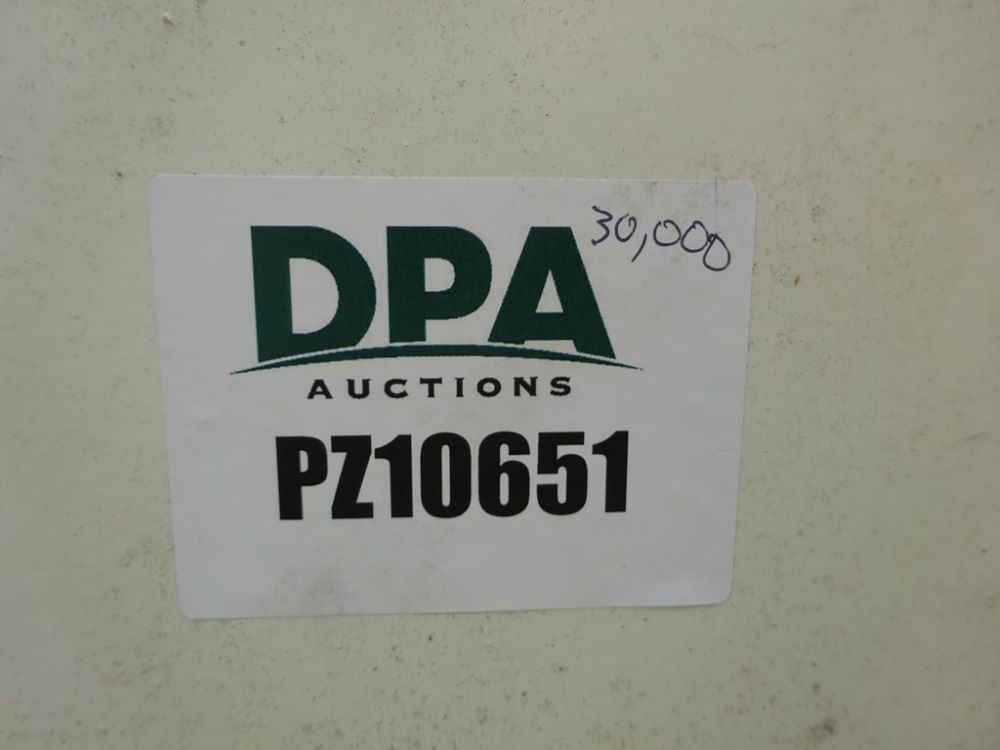 DPA
30,000
AUCTIONS
PZ10651